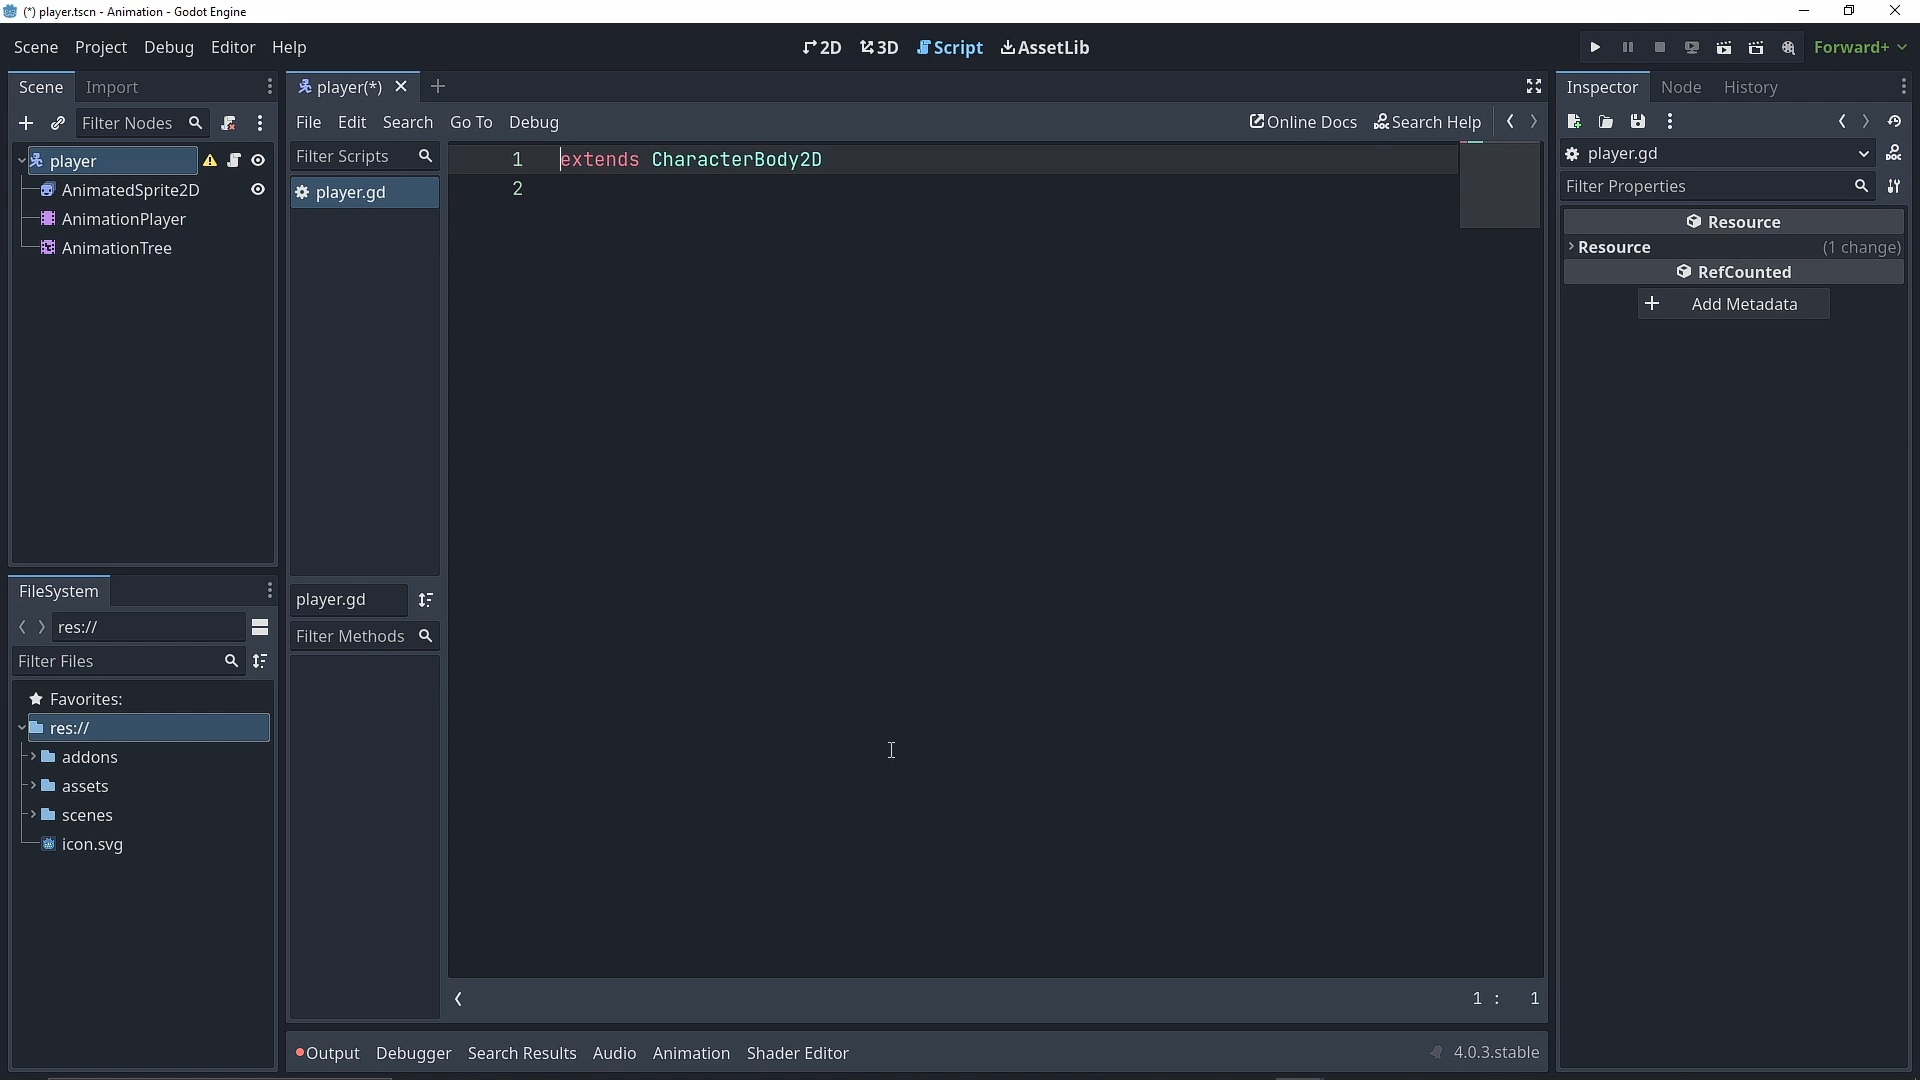 (*) player.tscn - Animation - Godot Engine
Scene Project Debug Editor Help
2D 3D Script AssetLib
Forward+
Scene Import
player(*)
Inspector Node History
Filter Nodes
File Edit Search Go To Debug
Online Docs Search Help
player
AnimatedSprite2D
AnimationPlayer
AnimationTree
Filter Scripts
player.gd
1 extends CharacterBody2D
2
player.gd
Filter Properties
Resource
Resource (1 change)
RefCounted
Add Metadata
FileSystem
res://
Filter Files
Favorites:
res://
addons
assets
scenes
icon.svg
player.gd
Filter Methods
1 : 1
Output Debugger Search Results Audio Animation Shader Editor
4.0.3.stable